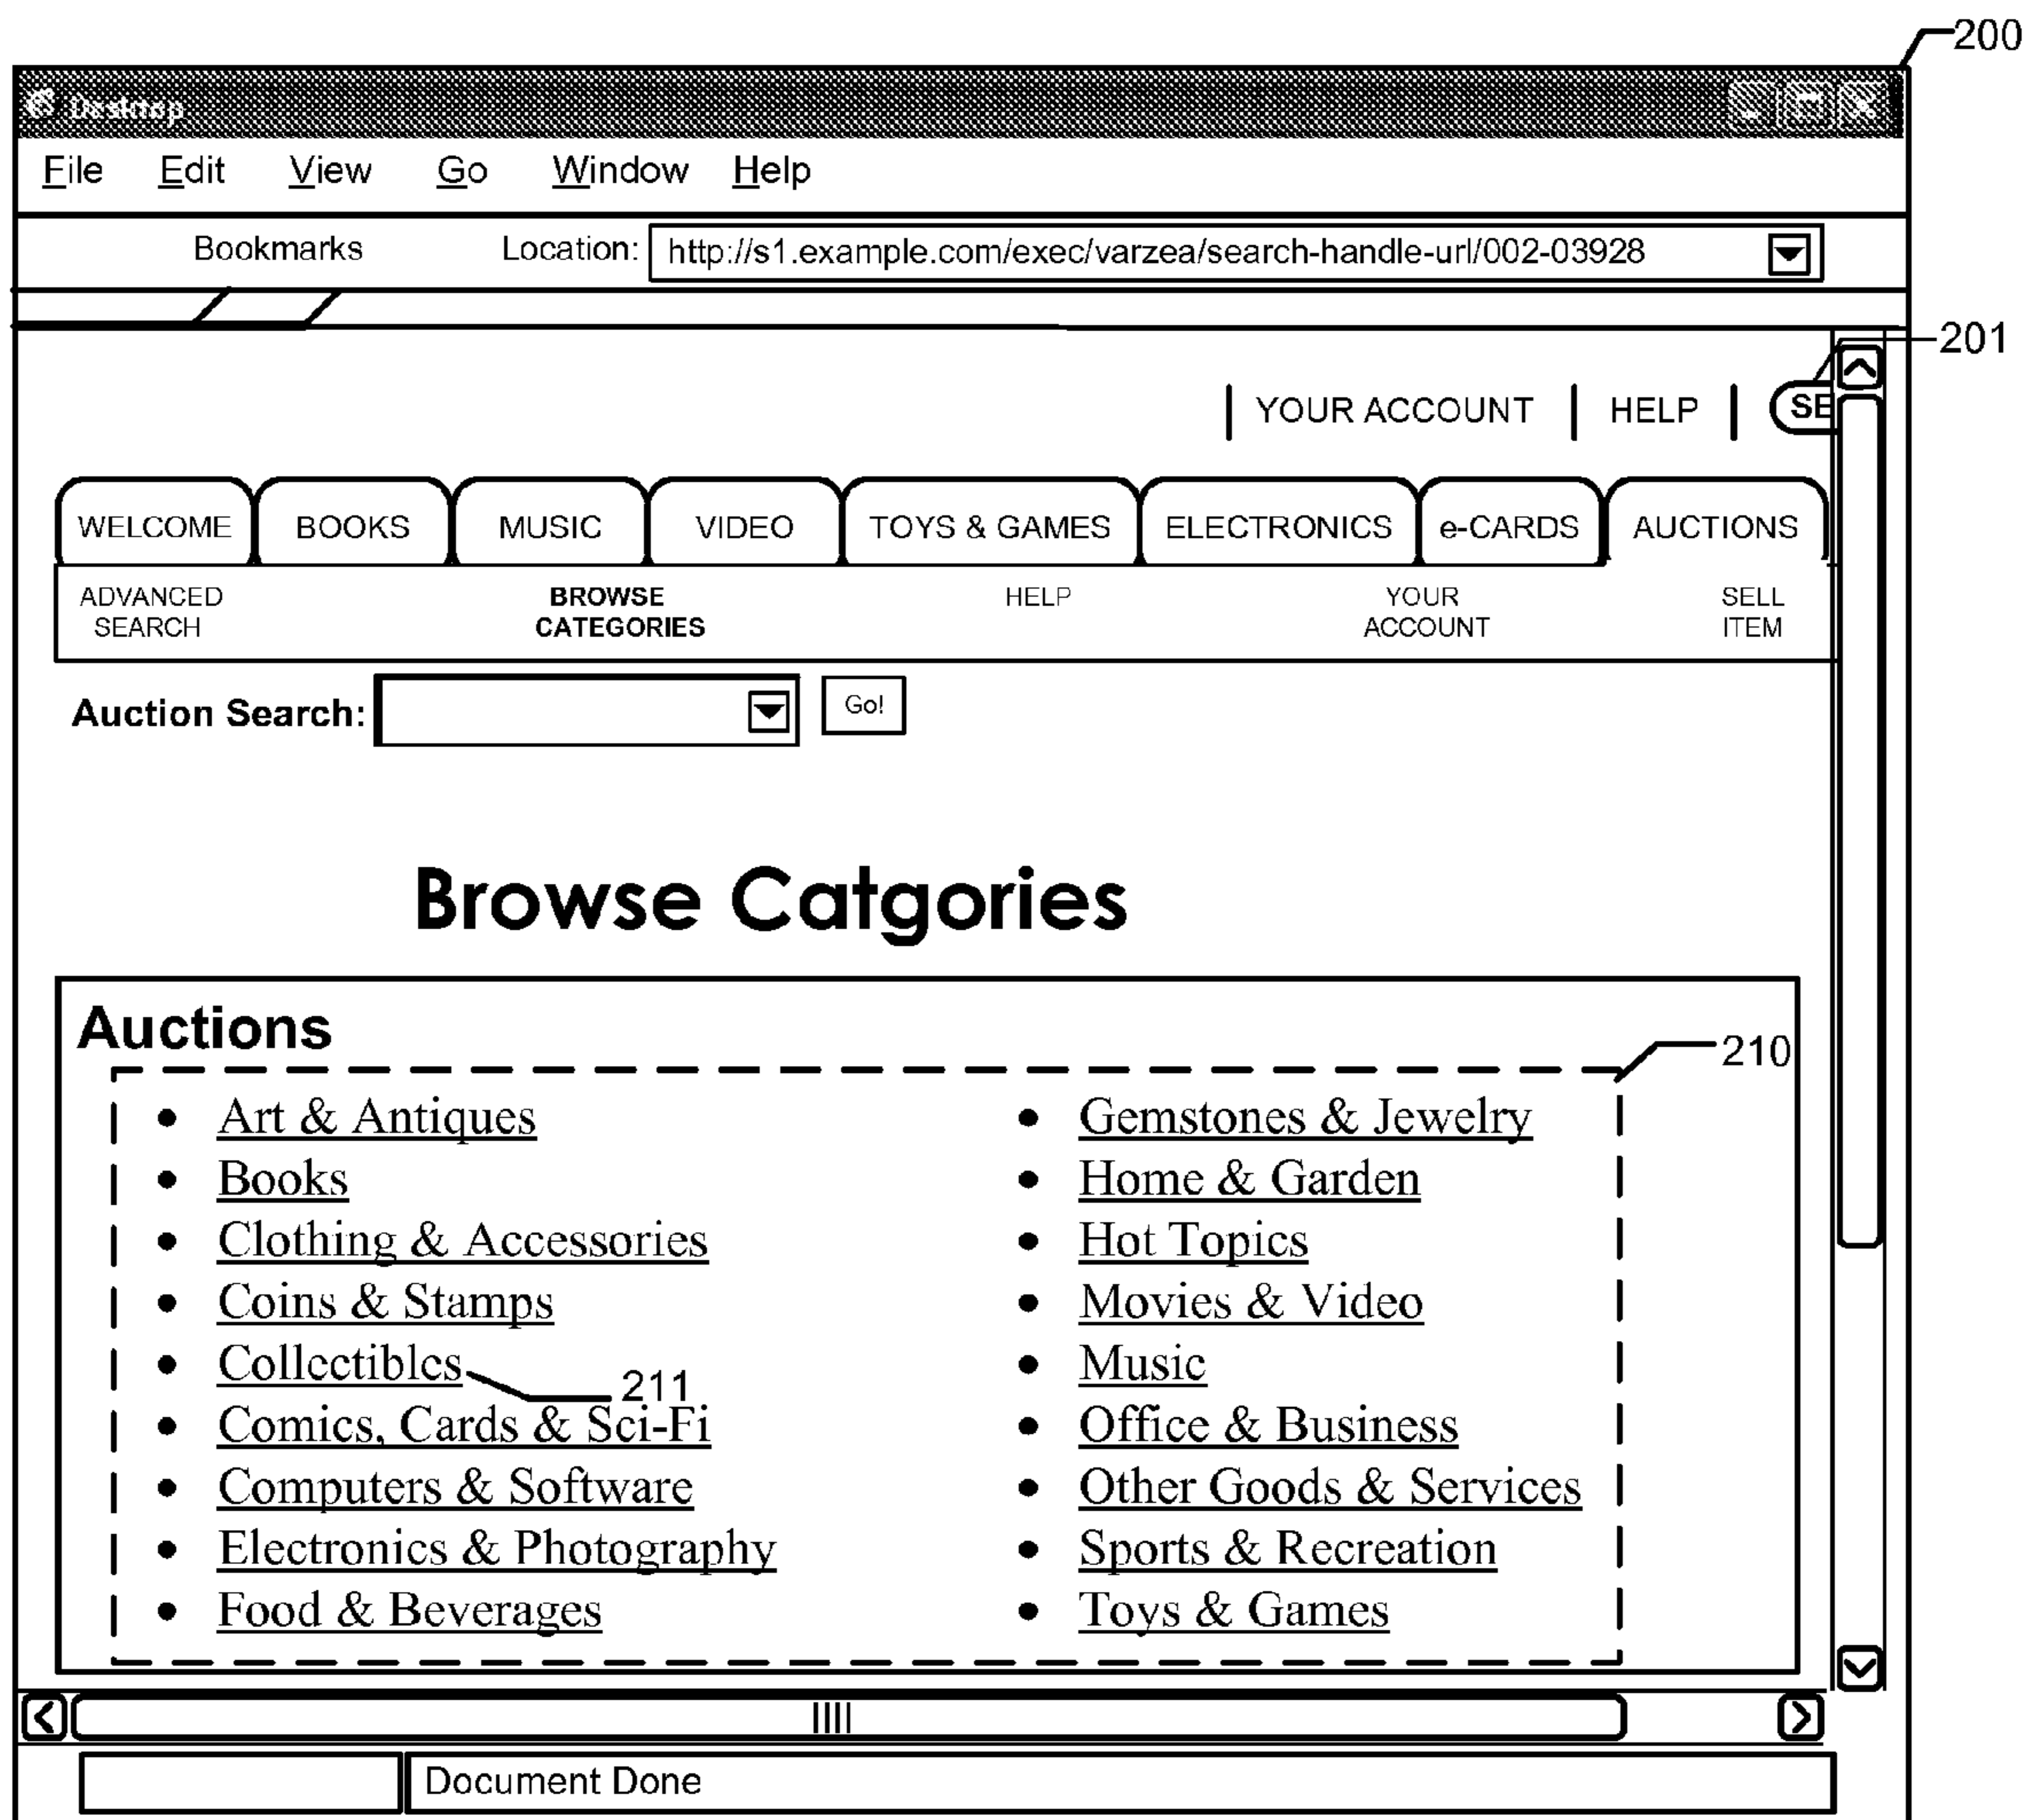 200
Desktop
File Edit View Go Window Help
Bookmarks Location: http://s1.example.com/exec/varzea/search-handle-url/002-03928
201
YOUR ACCOUNT HELP SE
WELCOME BOOKS MUSIC VIDEO TOYS & GAMES ELECTRONICS e-CARDS AUCTIONS
ADVANCED SEARCH BROWSE CATEGORIES HELP YOUR ACCOUNT SELL ITEM
Auction Search: Go!
Browse Catgories
Auctions
210
Art & Antiques
Books
Clothing & Accessories
Coins & Stamps
Collectibles
211
Comics, Cards & Sci-Fi
Computers & Software
Electronics & Photography
Food & Beverages
Gemstones & Jewelry
Home & Garden
Hot Topics
Movies & Video
Music
Office & Business
Other Goods & Services
Sports & Recreation
Toys & Games
Document Done